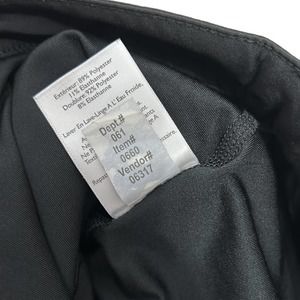 Extérieur: 89% Polyester
11% Elasthanne
Doublure: 92% Polyester
8% Elasthanne
Laver En Lave-Linge A L'Eau Froide,
Dept#
061
Item#
0660
Vendor#
06317